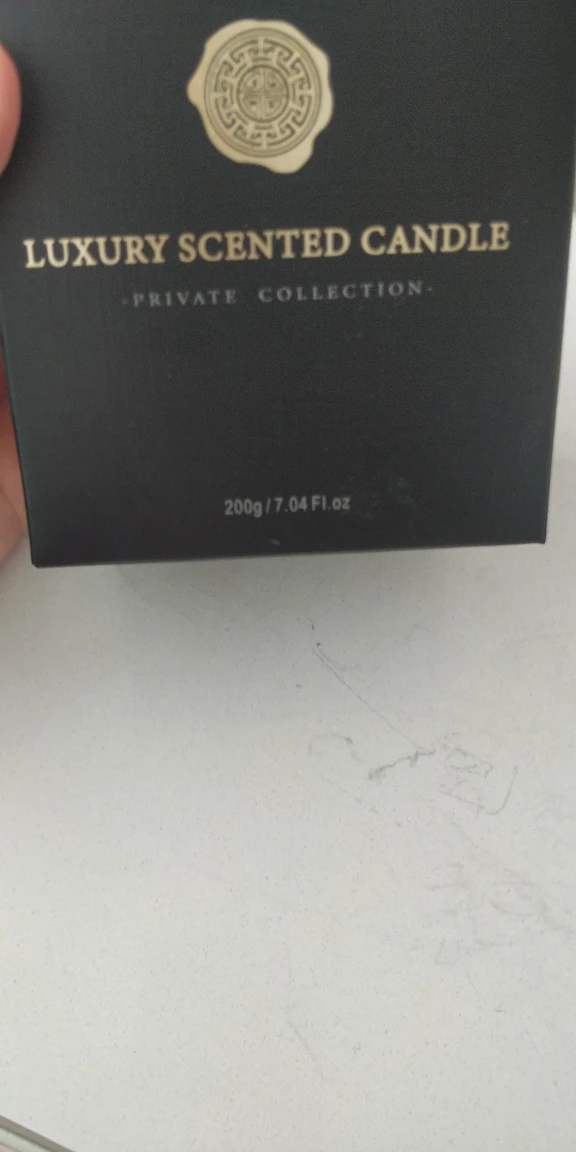 LUXURY SCENTED CANDLE
-PRIVATE COLLECTION-
200g/7.04 Fl.oz